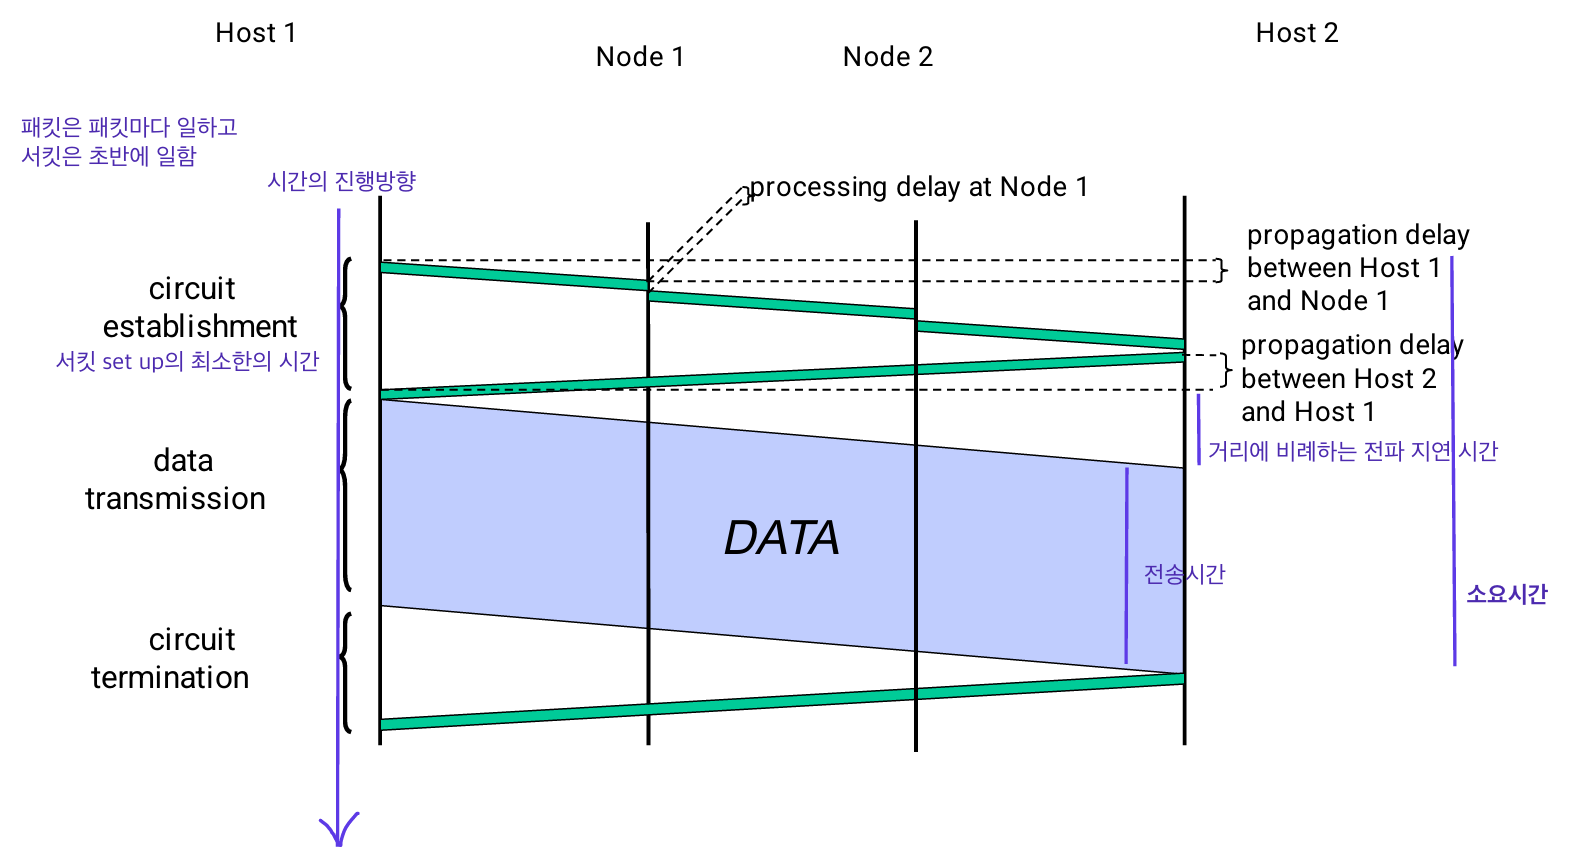 Host 1
Host 2
Node 1
Node 2
패킷은 패킷마다 일하고
서킷은 초반에 일함
시간의 진행방향
processing delay at Node 1
propagation delay
between Host 1
and Node 1
circuit
establishment
서킷 set up의 최소한의 시간
propagation delay
between Host 2
and Host 1
거리에 비례하는 전파 지연 시간
data
transmission
DATA
전송시간
소요시간
circuit
termination